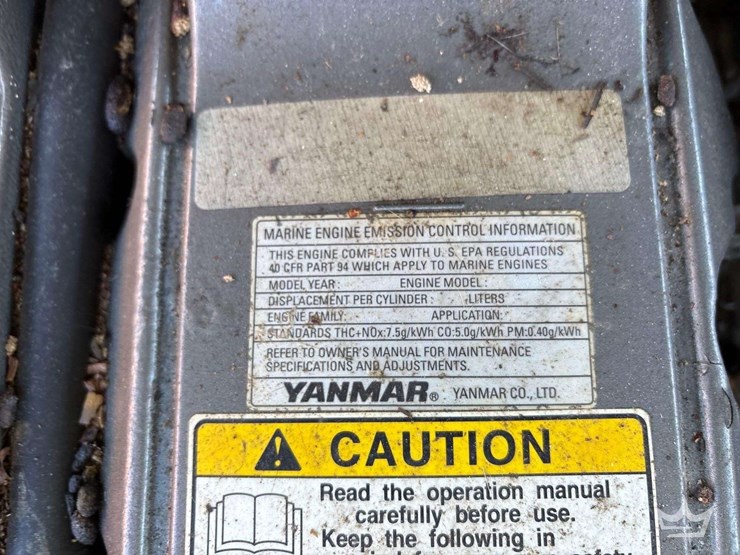 MARINE ENGINE EMISSION CONTROL INFORMATION
THIS ENGINE COMPLIES WITH U. S. EPA REGULATIONS
40 CFR PART 94 WHICH APPLY TO MARINE ENGINES
MODEL YEAR : ENGINE MODEL :
DISPLACEMENT PER CYLINDER : LITERS
ENGINE FAMILY: APPLICATION:
STANDARDS THC+NOx:7.5g/kWh CO:5.0g/kWh PM:0.40g/kWh
REFER TO OWNER'S MANUAL FOR MAINTENANCE
SPECIFICATIONS AND ADJUSTMENTS.
YANMAR® YANMAR CO., LTD.
CAUTION
Read the operation manual
carefully before use.
Keep the following in